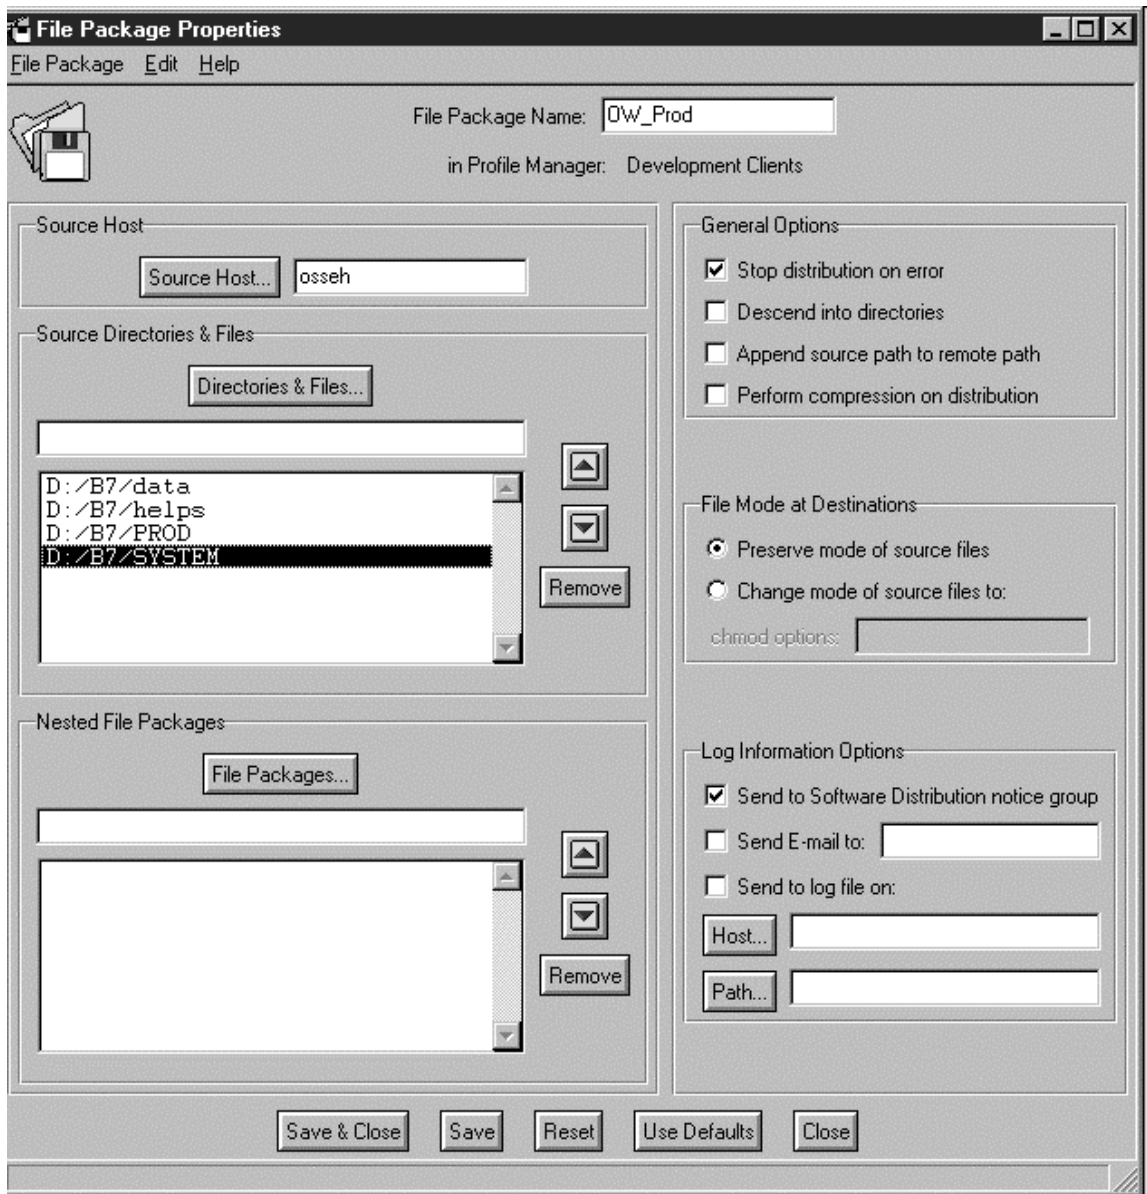 File Package Properties
File Package Edit Help
File Package Name: OW_Prod
in Profile Manager: Development Clients
Source Host
Source Host... osseh
Source Directories & Files
Directories & Files...
D:/B7/data
D:/B7/helps
D:/B7/PROD
D:/B7/SYSTEM
Remove
Nested File Packages
File Packages...
Remove
General Options
Stop distribution on error
Descend into directories
Append source path to remote path
Perform compression on distribution
File Mode at Destinations
Preserve mode of source files
Change mode of source files to:
chmod options:
Log Information Options
Send to Software Distribution notice group
Send E-mail to:
Send to log file on:
Host...
Path...
Save & Close Save Reset Use Defaults Close